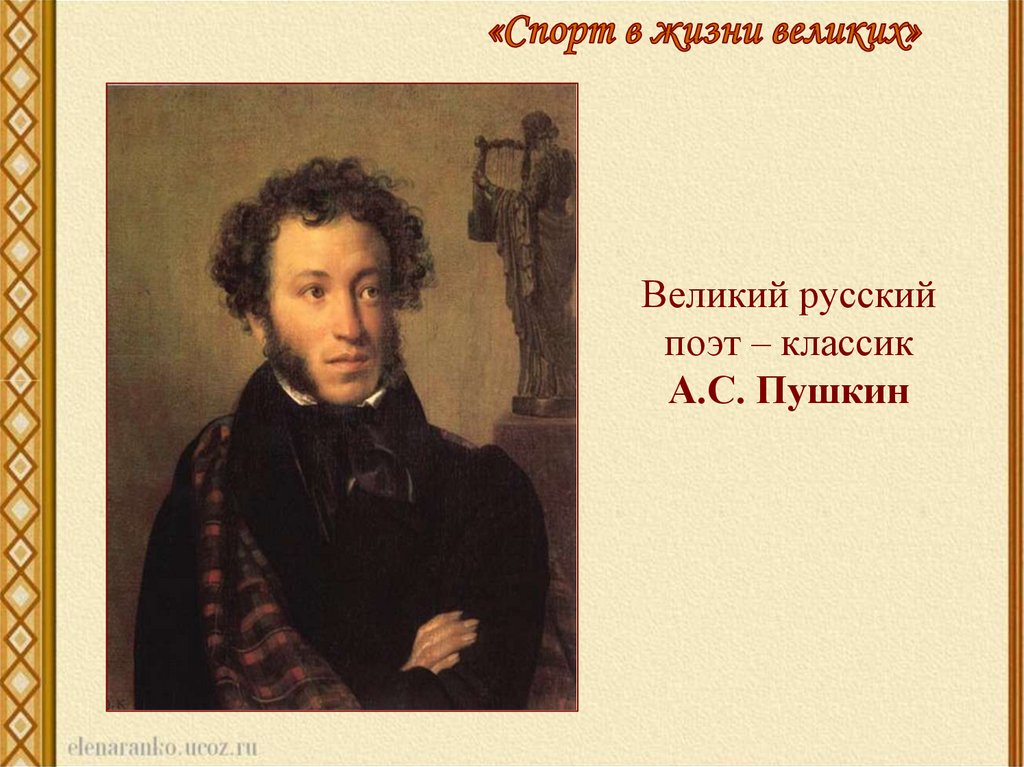 «Спорт в жизни великих»
Великий русский
поэт – классик
А.С. Пушкин
elenaranko.ucoz.ru